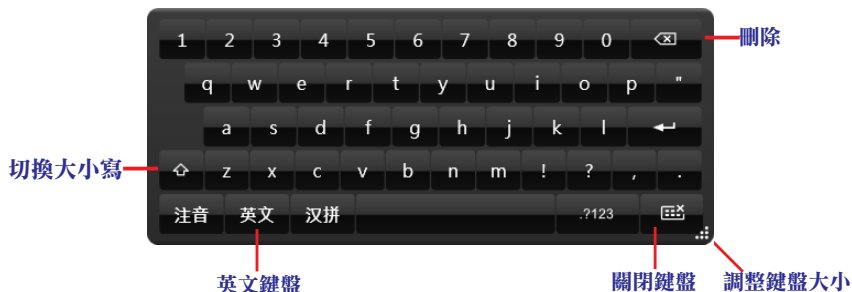 1 2 3 4 5 6 7 8 9 0 刪除
q w e r t y u i o p "
a s d f g h j k l
切換大小寫 z x c v b n m ! ? , .
注音 英文 汉拼 .?123
英文鍵盤 關閉鍵盤 調整鍵盤大小